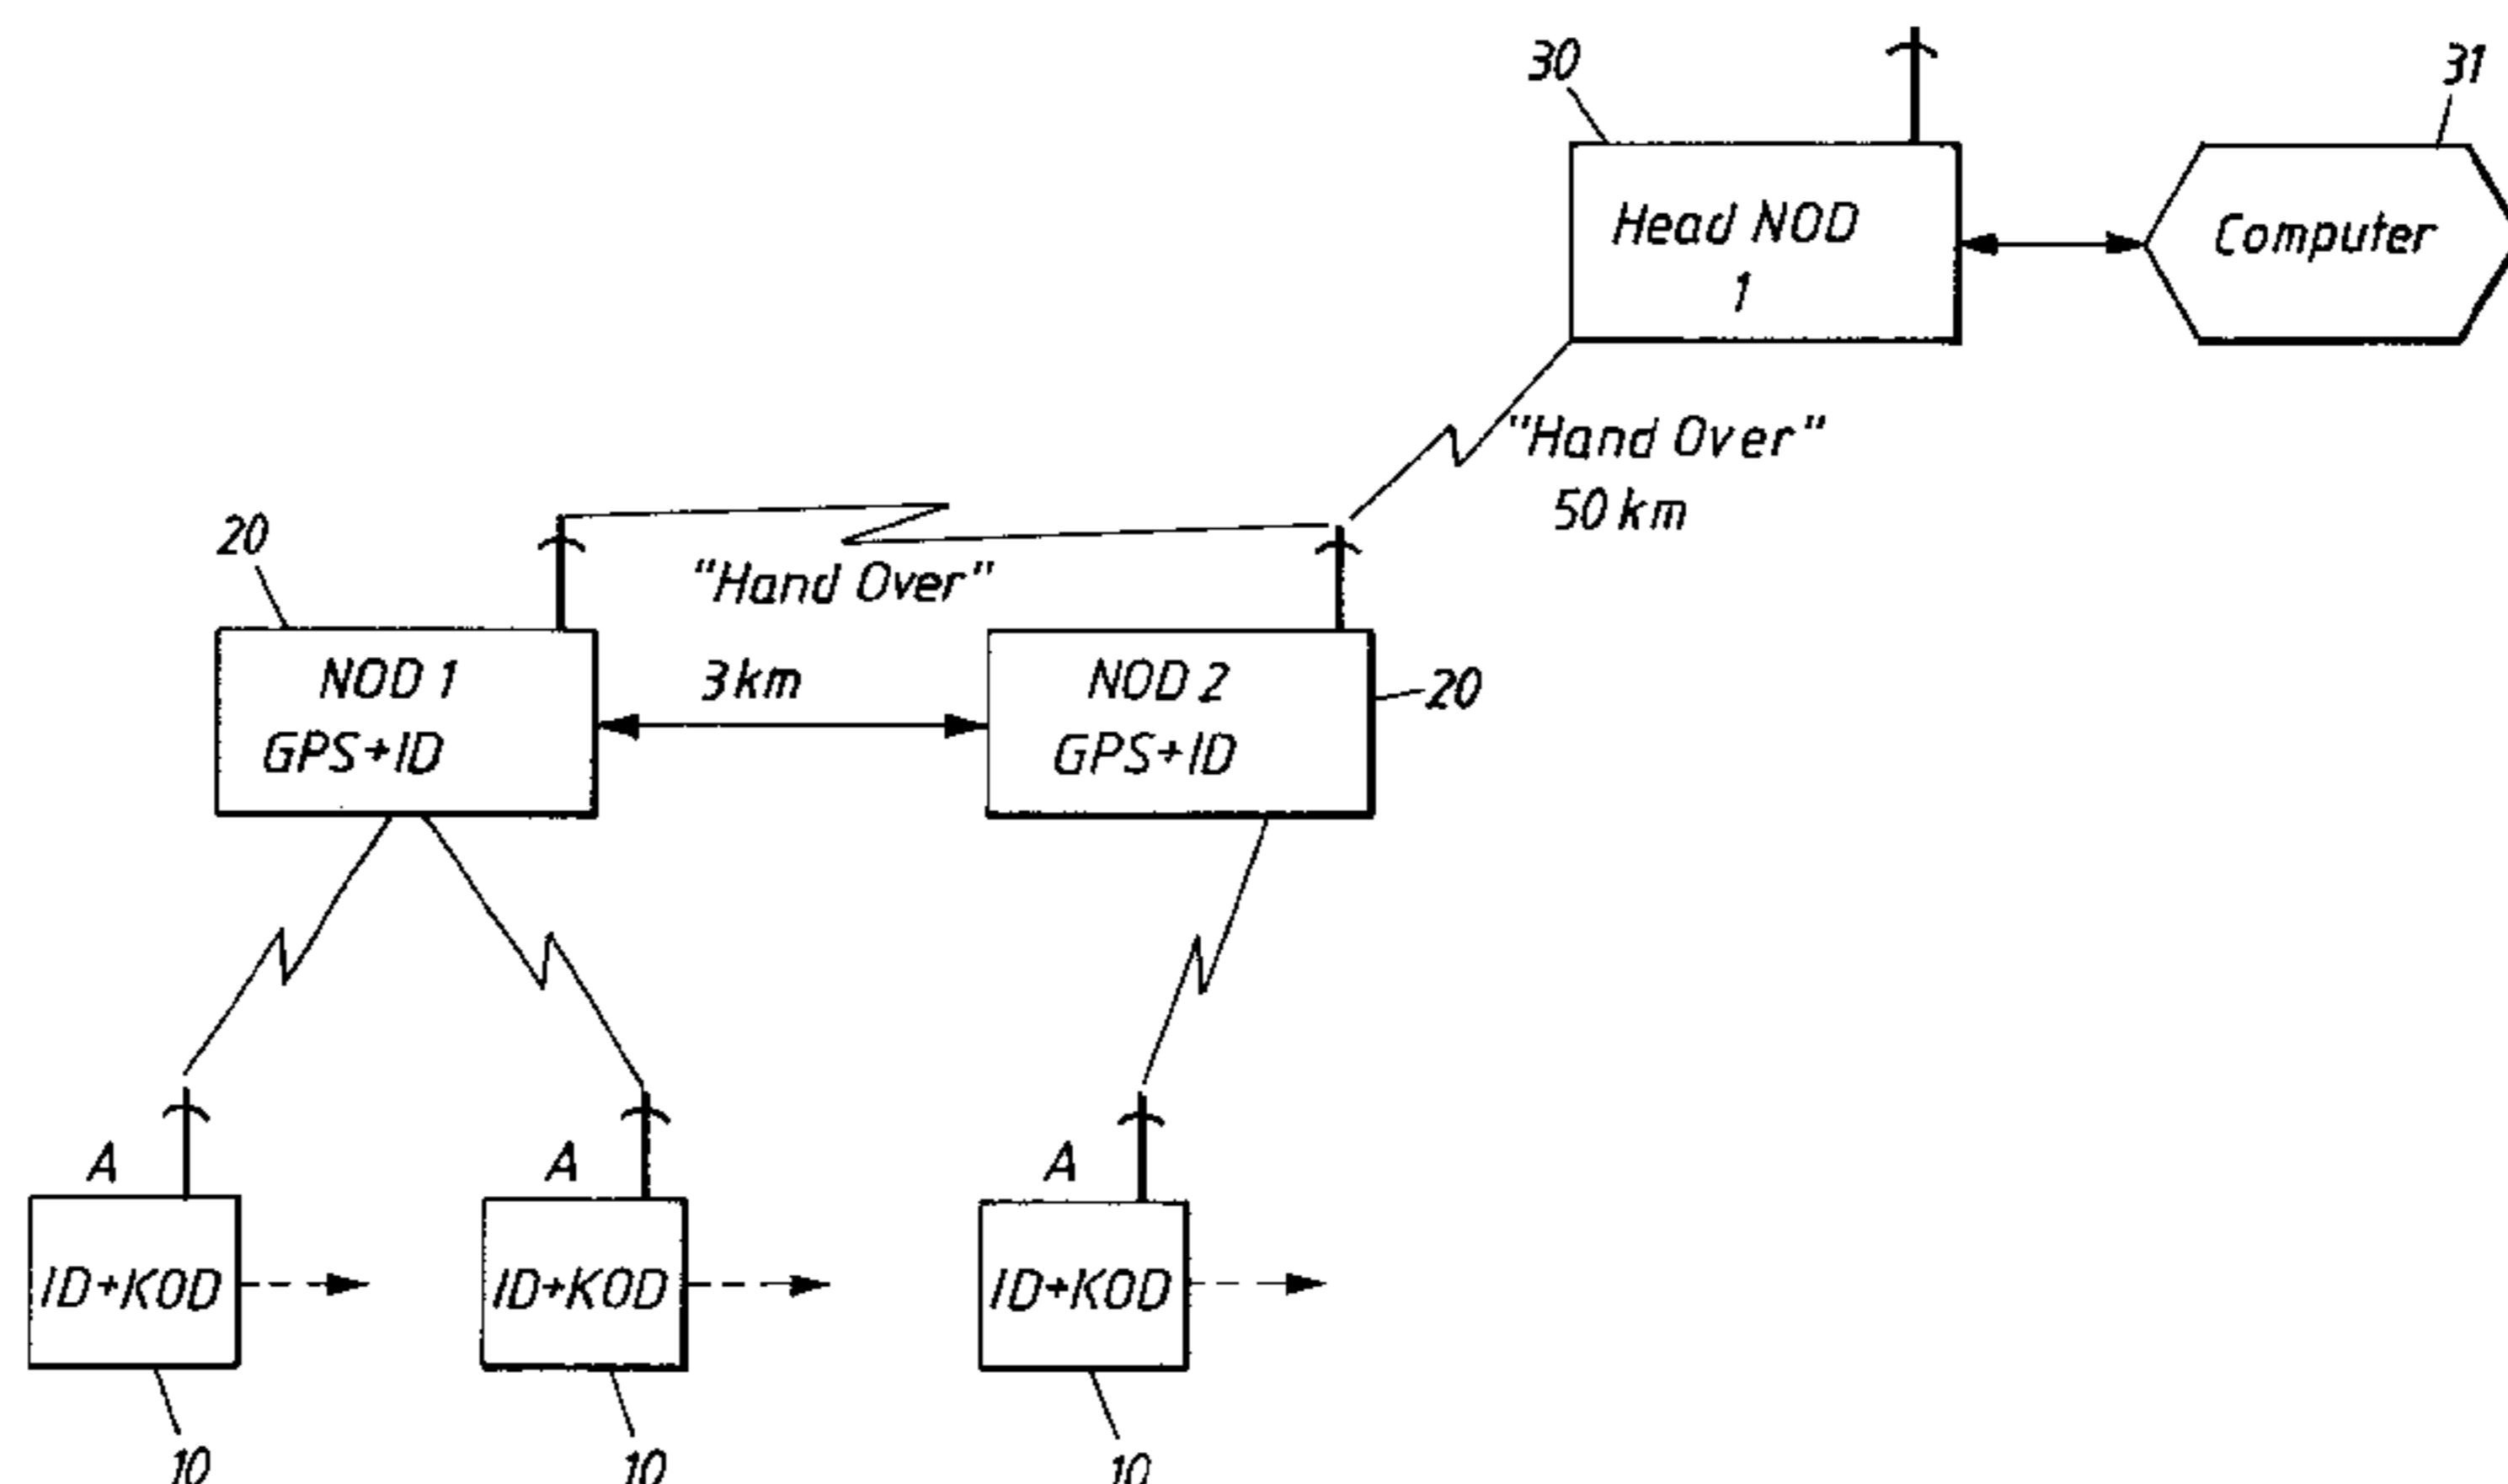 30
31
Head NOD
1
Computer
"Hand Over"
50 km
20
"Hand Over"
NOD 1
GPS+ID
3 km
NOD 2
GPS+ID
20
A
A
A
ID+KOD
ID+KOD
ID+KOD
10
10
10